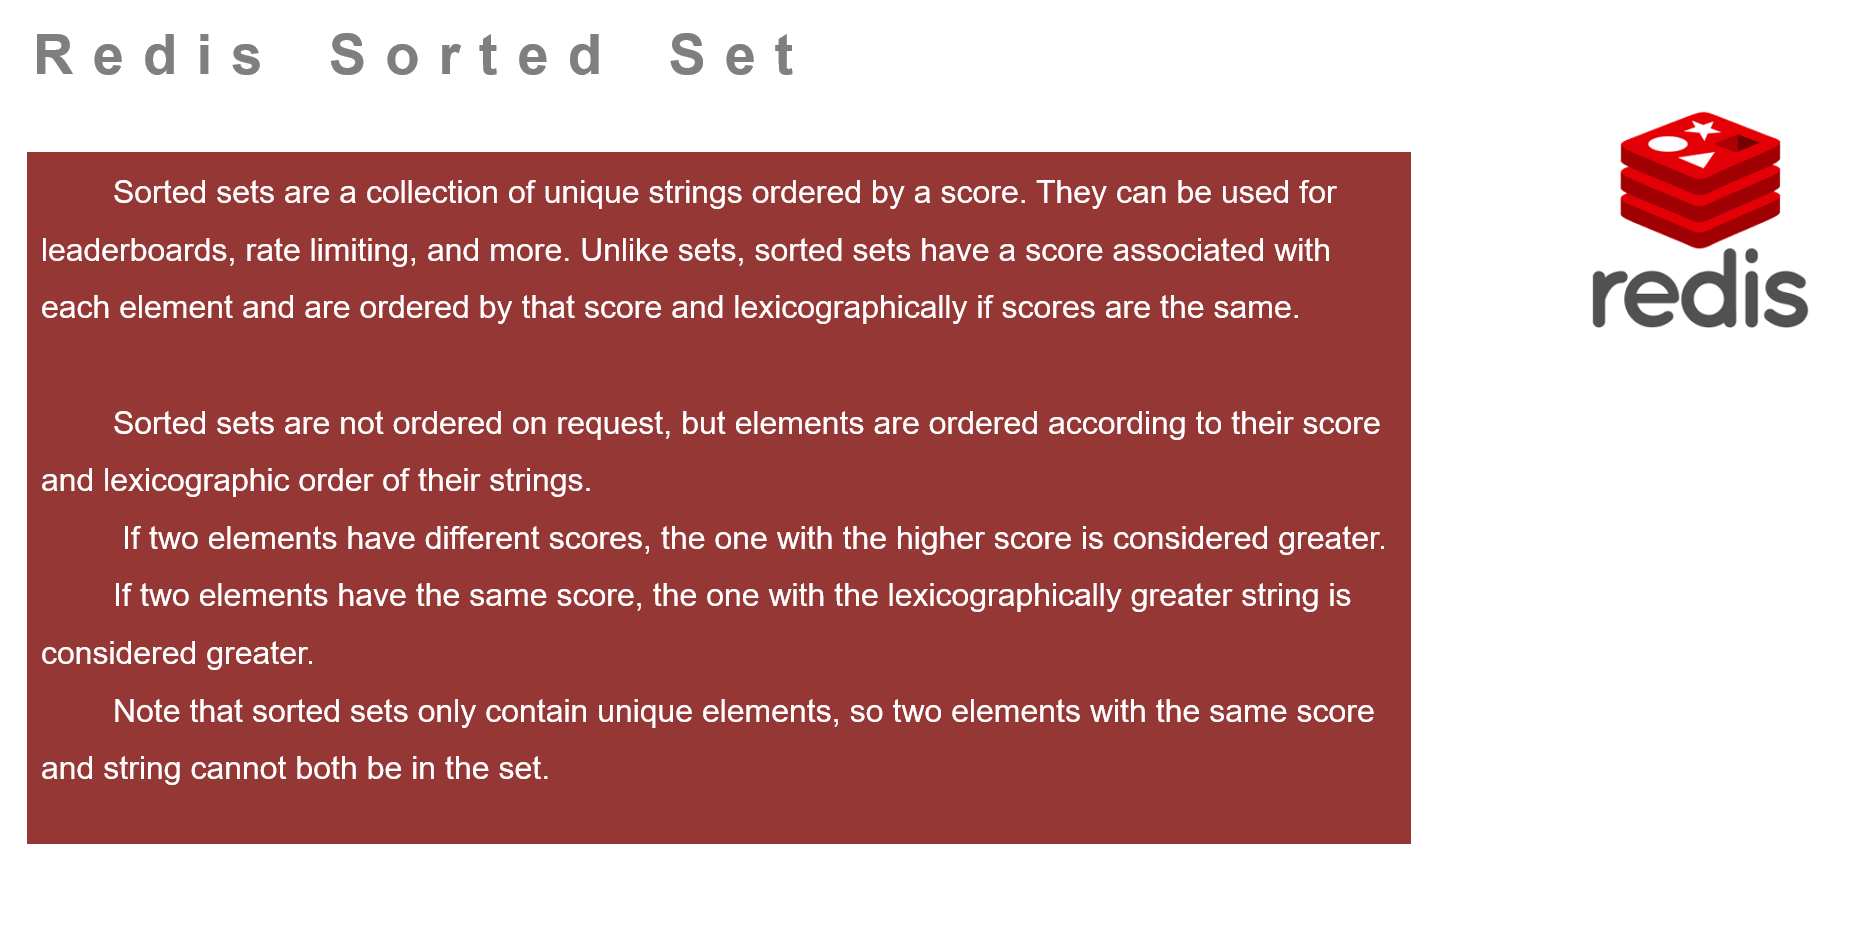 Redis Sorted Set
Sorted sets are a collection of unique strings ordered by a score. They can be used for
leaderboards, rate limiting, and more. Unlike sets, sorted sets have a score associated with
each element and are ordered by that score and lexicographically if scores are the same.
Sorted sets are not ordered on request, but elements are ordered according to their score
and lexicographic order of their strings.
If two elements have different scores, the one with the higher score is considered greater.
If two elements have the same score, the one with the lexicographically greater string is
considered greater.
Note that sorted sets only contain unique elements, so two elements with the same score
and string cannot both be in the set.
redis